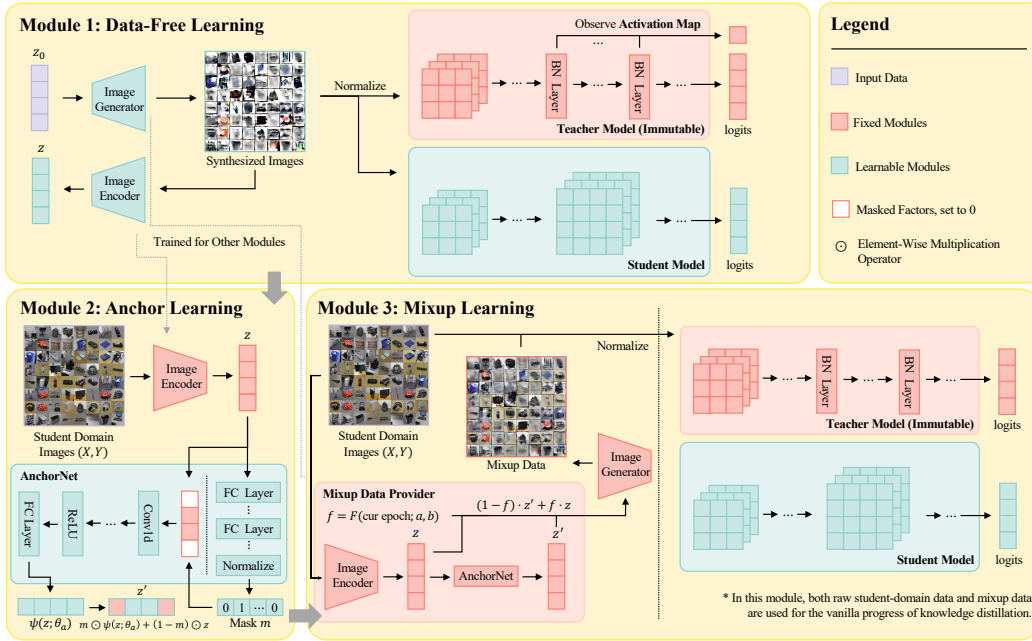 Module 1: Data-Free Learning
z₀
Image
Generator
Synthesized Images
z
Image
Encoder
Trained for Other Modules
Normalize
Observe Activation Map
...
... BN Layer ... BN Layer ...
Teacher Model (Immutable)
logits
... ... ...
Student Model
logits
Legend
Input Data
Fixed Modules
Learnable Modules
Masked Factors, set to 0
⊙ Element-Wise Multiplication
Operator
Module 2: Anchor Learning
Student Domain
Images (X, Y)
Image
Encoder
z
AnchorNet
FC Layer
ReLU
...
Conv1d
FC Layer
...
FC Layer
...
Normalize
ψ(z; θₐ)
z′
m ⊙ ψ(z; θₐ) + (1 − m) ⊙ z
0 1 ⋯ 0
Mask m
Module 3: Mixup Learning
Student Domain
Images (X, Y)
Mixup Data
Normalize
Image
Generator
Mixup Data Provider
f = F(cur epoch; a, b)
(1 − f) · z′ + f · z
Image
Encoder
z
AnchorNet
z′
... BN Layer ... BN Layer ...
Teacher Model (Immutable)
logits
... ... ...
Student Model
logits
* In this module, both raw student-domain data and mixup data
are used for the vanilla progress of knowledge distillation.